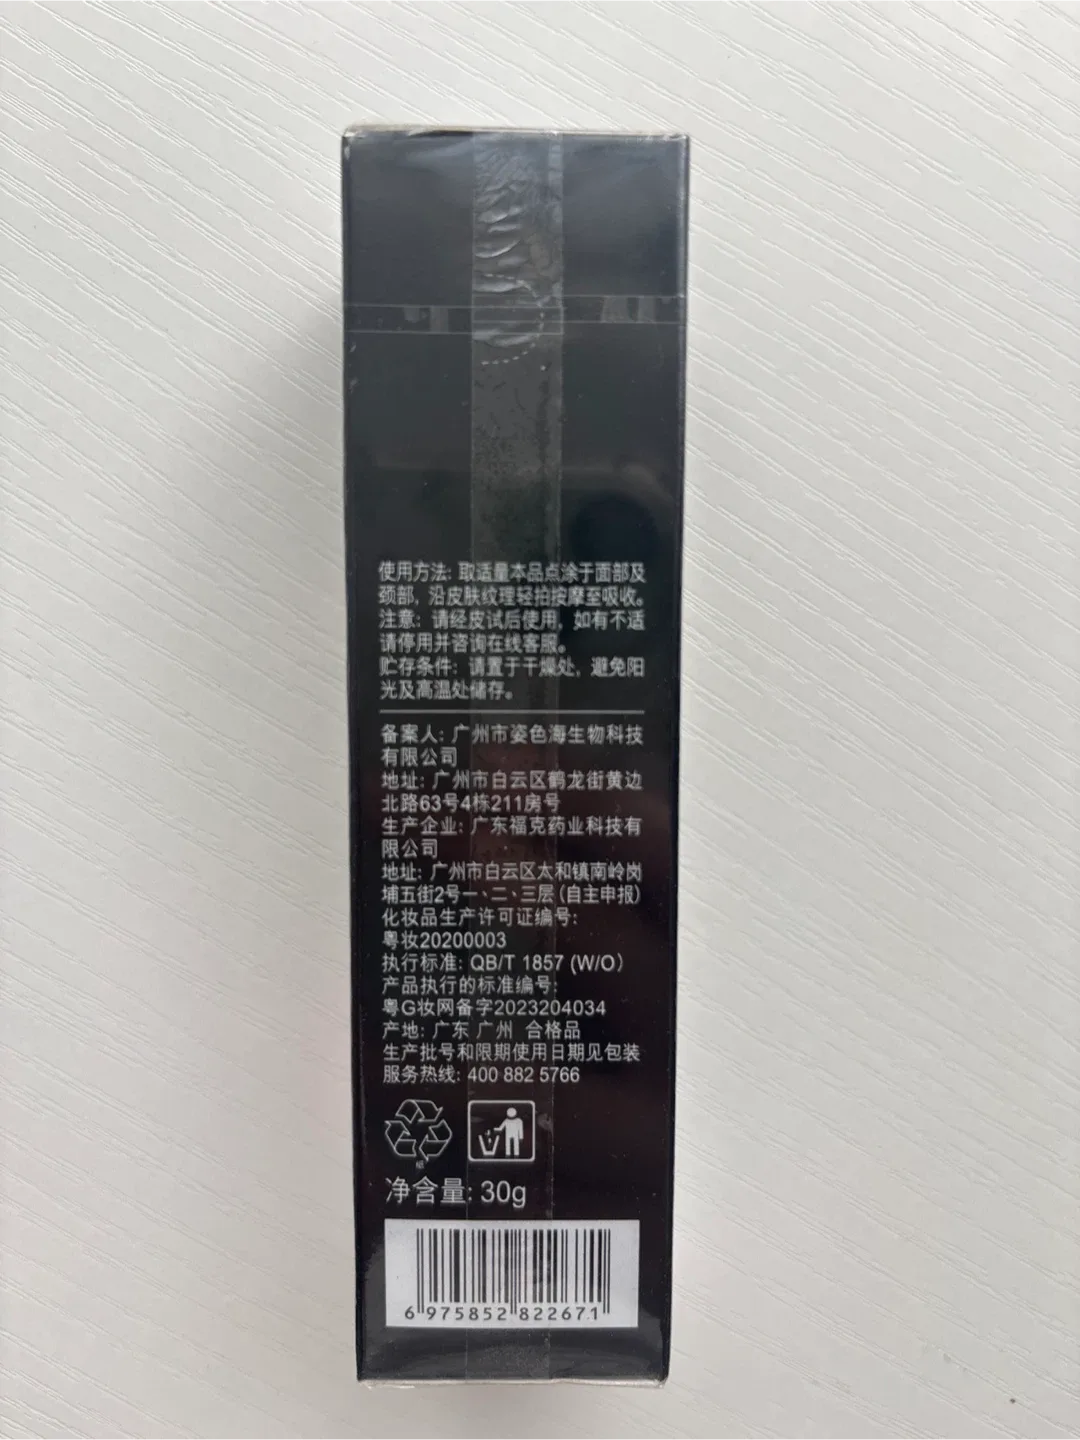 使用方法: 取适量本品点涂于面部及
颈部, 沿皮肤纹理轻拍按摩至吸收。
注意: 请经皮试后使用, 如有不适
请停用并咨询在线客服。
贮存条件: 请置于干燥处, 避免阳
光及高温处储存。
备案人: 广州市姿色海生物科技
有限公司
地址: 广州市白云区鹤龙街黄边
北路63号4栋211房号
生产企业: 广东福克药业科技有
限公司
地址: 广州市白云区太和镇南岭岗
埔五街2号一、二、三层(自主申报)
化妆品生产许可证编号:
粤妆20200003
执行标准: QB/T 1857 (W/O)
产品执行的标准编号:
粤G妆网备字2023204034
产地: 广东 广州 合格品
生产批号和限期使用日期见包装
服务热线: 400 882 5766
纸
净含量: 30g
6 975852 822671